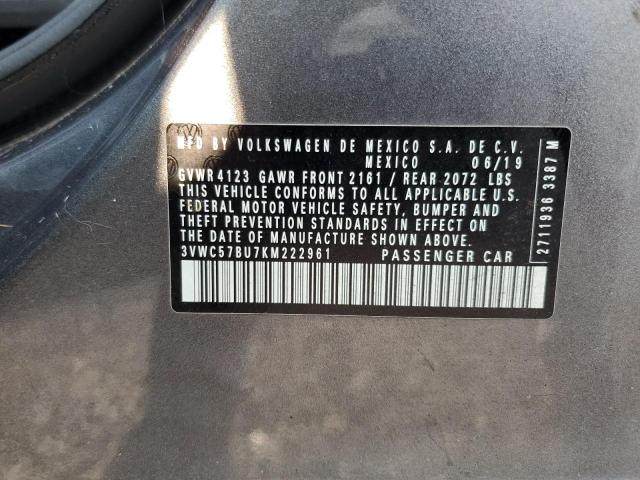 MFD BY VOLKSWAGEN DE MEXICO S.A. DE C.V.
MEXICO 06/19
GVWR 4123 GAWR FRONT 2161 / REAR 2072 LBS
THIS VEHICLE CONFORMS TO ALL APPLICABLE U.S.
FEDERAL MOTOR VEHICLE SAFETY, BUMPER AND
THEFT PREVENTION STANDARDS IN EFFECT ON
THE DATE OF MANUFACTURE SHOWN ABOVE.
3VWC57BU7KM222961 PASSENGER CAR
2711936 3387 M